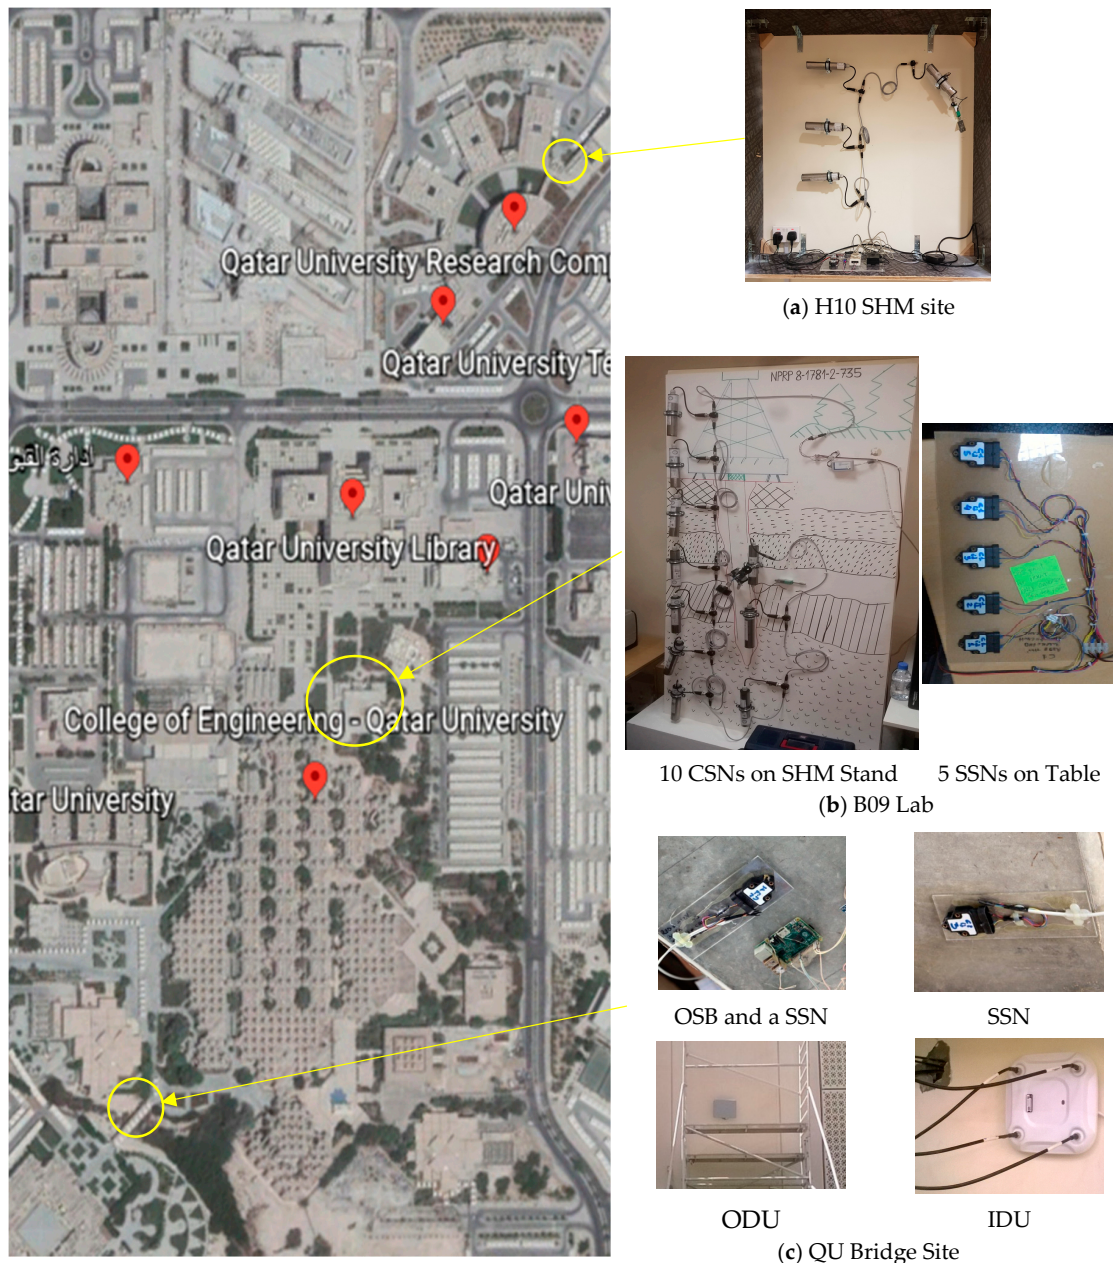 Qatar University Research Com
Qatar University Te
ادارة القبو
Qatar Univ
Qatar University Library
College of Engineering - Qatar University
tar University
(a) H10 SHM site
NPRP 8-1781-2-735
10 CSNs on SHM Stand
5 SSNs on Table
(b) B09 Lab
OSB and a SSN
SSN
ODU
IDU
(c) QU Bridge Site